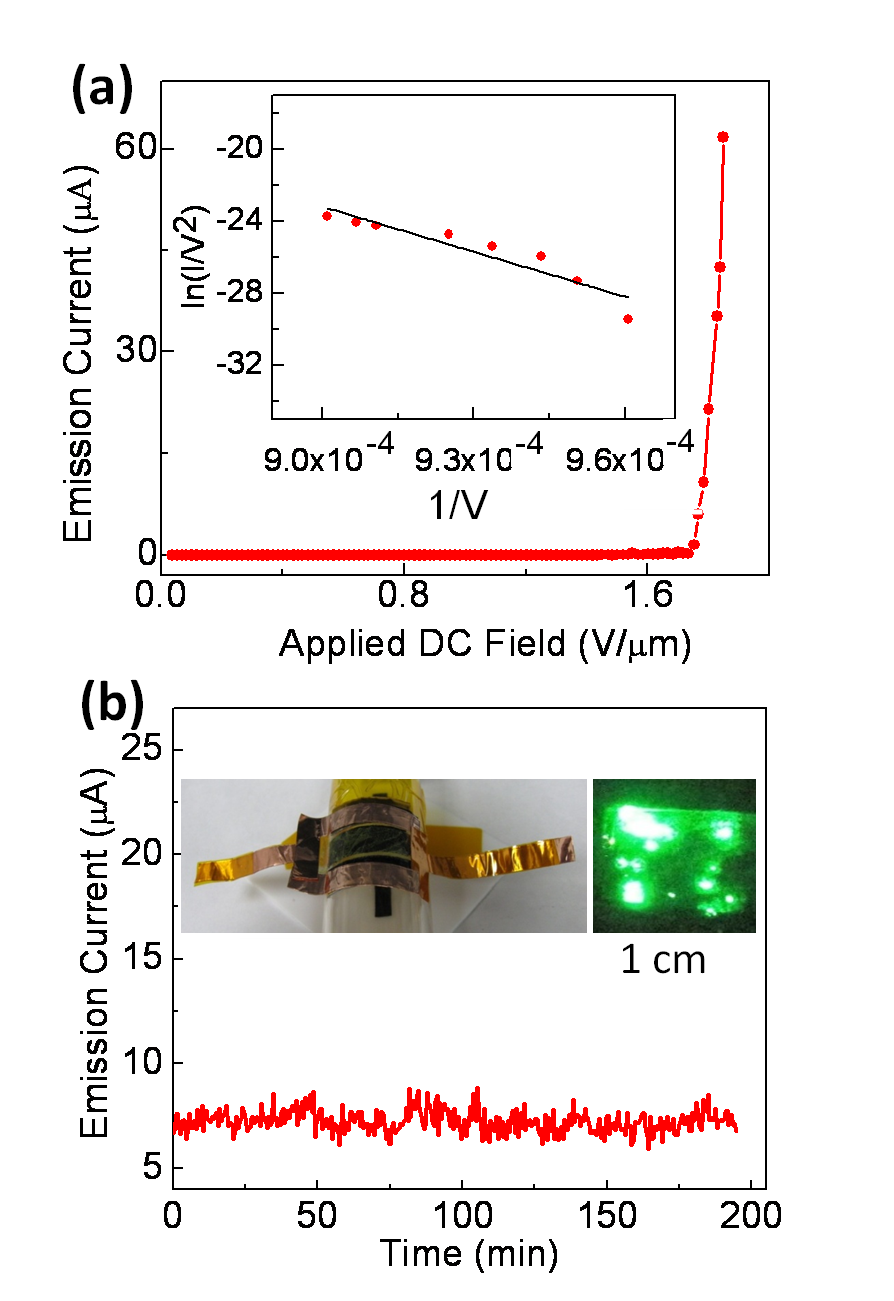 (a)
Emission Current (μA)
60
30
0
ln(I/V²)
-20
-24
-28
-32
9.0x10⁻⁴ 9.3x10⁻⁴ 9.6x10⁻⁴
1/V
0.0 0.8 1.6
Applied DC Field (V/μm)
(b)
Emission Current (μA)
25
20
15
10
5
1 cm
0 50 100 150 200
Time (min)